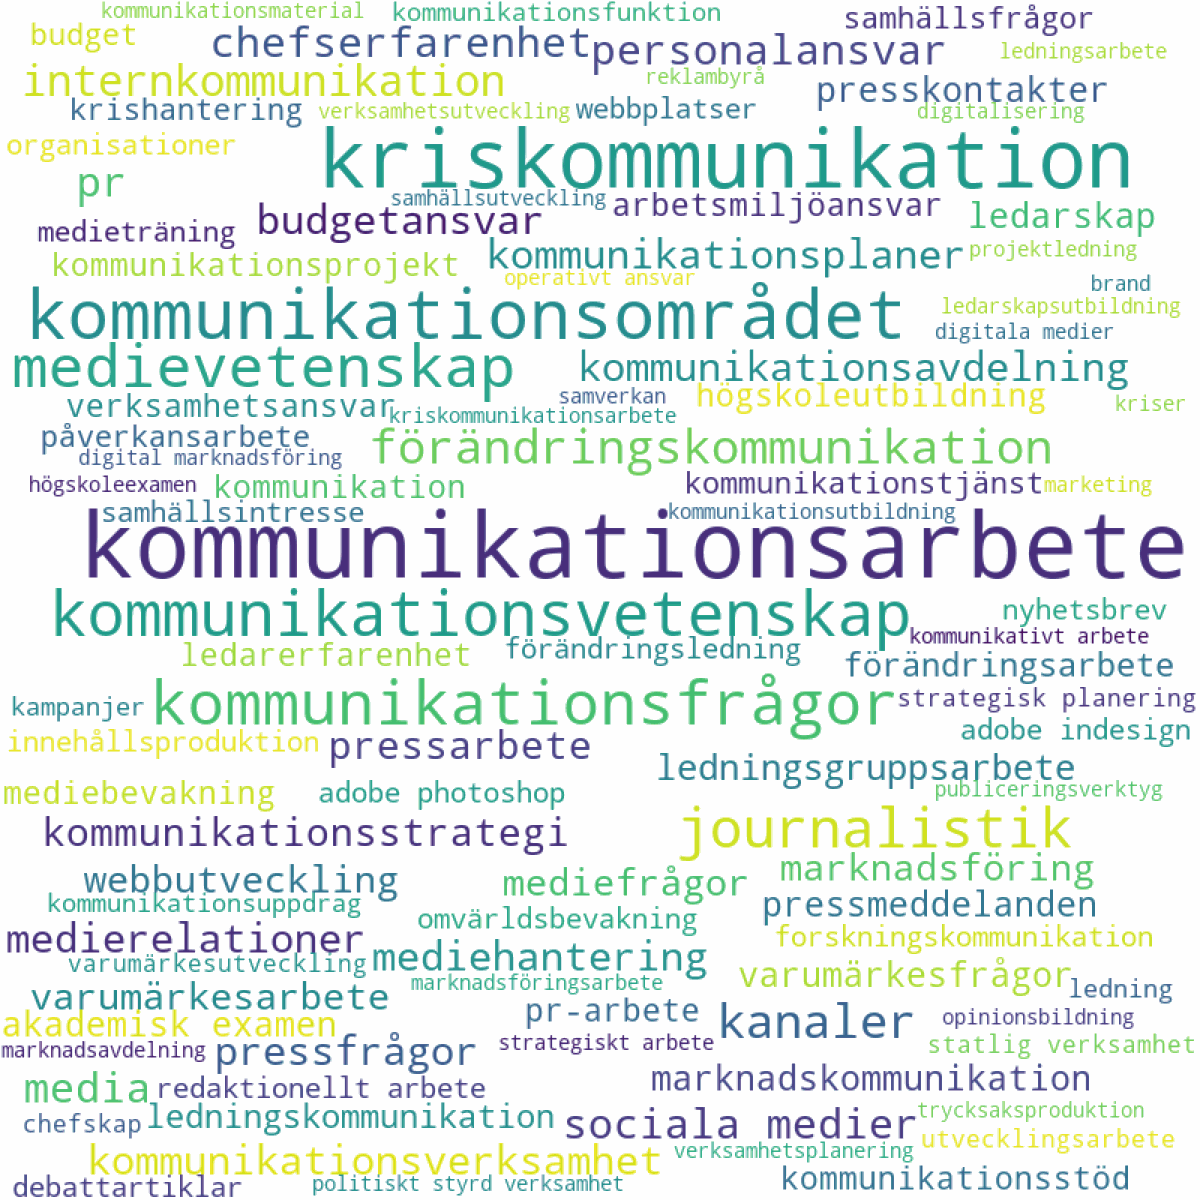 kommunikationsmaterial
kommunikationsfunktion
samhällsfrågor
budget
chefserfarenhet
personalansvar
ledningsarbete
internkommunikation
reklambyrå
presskontakter
krishantering
verksamhetsutveckling
webbplatser
digitalisering
organisationer
kriskommunikation
pr
samhällsutveckling
arbetsmiljöansvar
ledarskap
medieträning
budgetansvar
kommunikationsplaner
projektledning
kommunikationsprojekt
operativt ansvar
brand
kommunikationsområdet
ledarskapsutbildning
digitala medier
medievetenskap
kommunikationsavdelning
verksamhetsansvar
samverkan
högskoleutbildning
kriskommunikationsarbete
kriser
påverkansarbete
förändringskommunikation
digital marknadsföring
högskoleexamen
kommunikation
kommunikationstjänst
marketing
samhällsintresse
kommunikationsutbildning
kommunikationsarbete
kommunikationsvetenskap
nyhetsbrev
kommunikativt arbete
ledarerfarenhet
förändringsledning
förändringsarbete
kampanjer
kommunikationsfrågor
strategisk planering
innehållsproduktion
pressarbete
adobe indesign
ledningsgruppsarbete
mediebevakning
adobe photoshop
publiceringsverktyg
kommunikationsstrategi
journalistik
webbutveckling
mediefrågor
marknadsföring
kommunikationsuppdrag
omvärldsbevakning
pressmeddelanden
medierelationer
mediehantering
forskningskommunikation
varumärkesutveckling
marknadsföringsarbete
varumärkesfrågor
varumärkesarbete
ledning
pr-arbete
kanaler
akademisk examen
opinionsbildning
marknadsavdelning
pressfrågor
strategiskt arbete
statlig verksamhet
media
redaktionellt arbete
marknadskommunikation
chefskap
ledningskommunikation
sociala medier
trycksaksproduktion
kommunikationsverksamhet
verksamhetsplanering
utvecklingsarbete
debattartiklar
politiskt styrd verksamhet
kommunikationsstöd